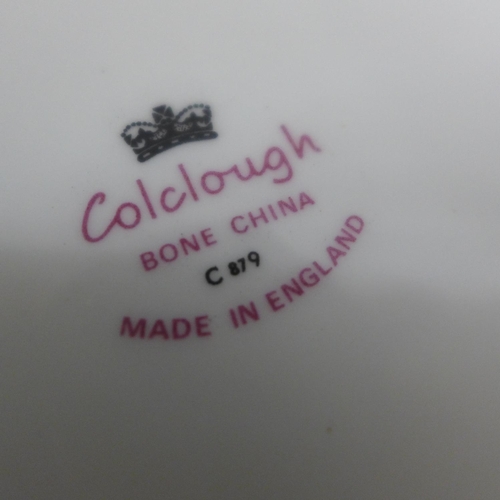 Colclough
BONE CHINA
C 879
MADE IN ENGLAND